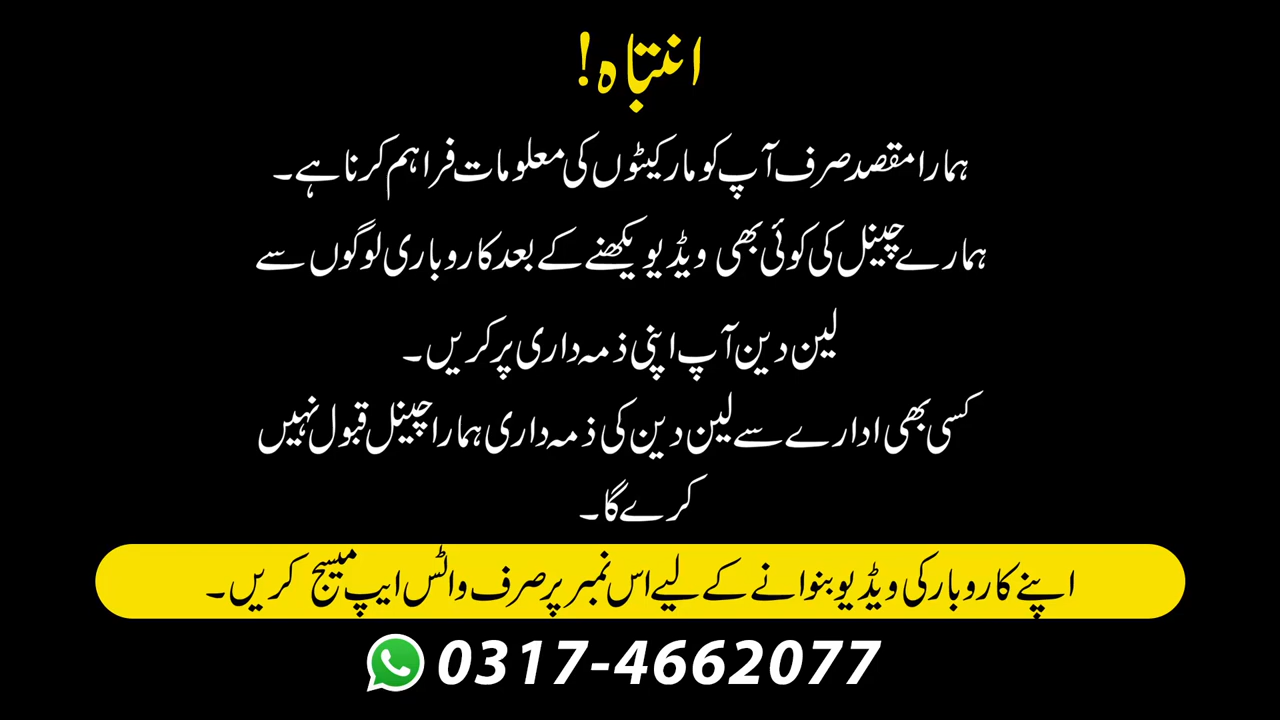 انتباہ!
ہمارا مقصد صرف آپ کو مارکیٹوں کی معلومات فراہم کرنا ہے۔
ہمارے چینل کی کوئی بھی ویڈیو یکھنے کے بعد کاروباری لوگوں سے
لین دین آپ اپنی ذمہ داری پر کریں۔
کسی بھی ادارے سے لین دین کی ذمہ داری ہمارا چینل قبول نہیں
کرے گا۔
اپنے کاروبار کی ویڈیو بنوانے کے لیے اس نمبر پر صرف واٹس ایپ میسج کریں۔
0317-4662077